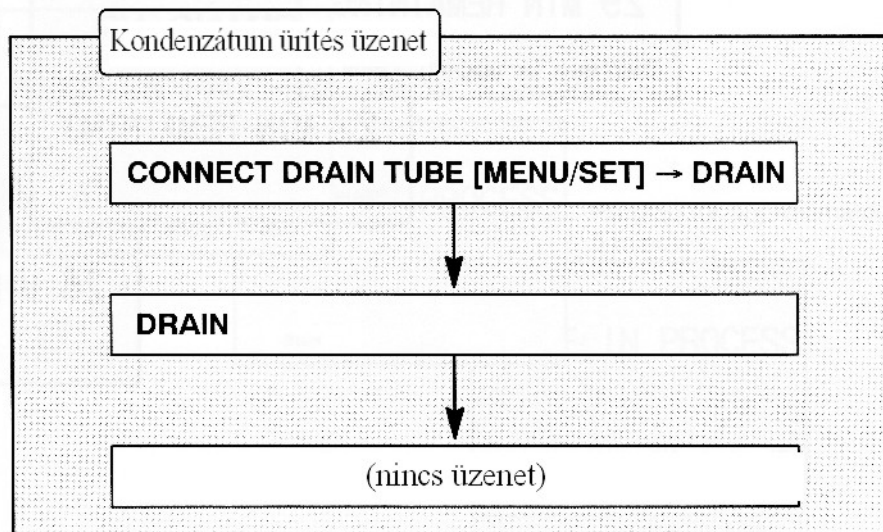 Kondenzátum ürítés üzenet
CONNECT DRAIN TUBE [MENU/SET] → DRAIN
DRAIN
(nincs üzenet)